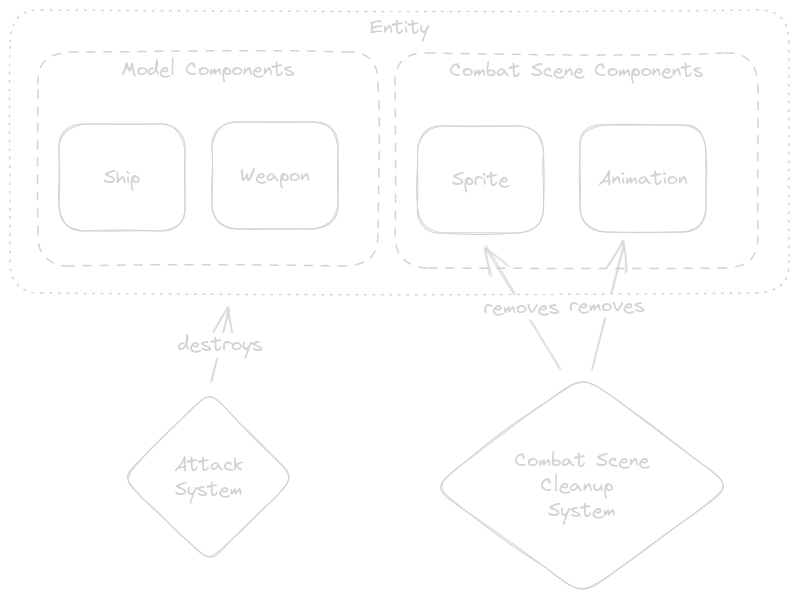 Entity
Model Components
Combat Scene Components
Ship
Weapon
Sprite
Animation
removes
removes
destroys
Attack
System
Combat Scene
Cleanup
System